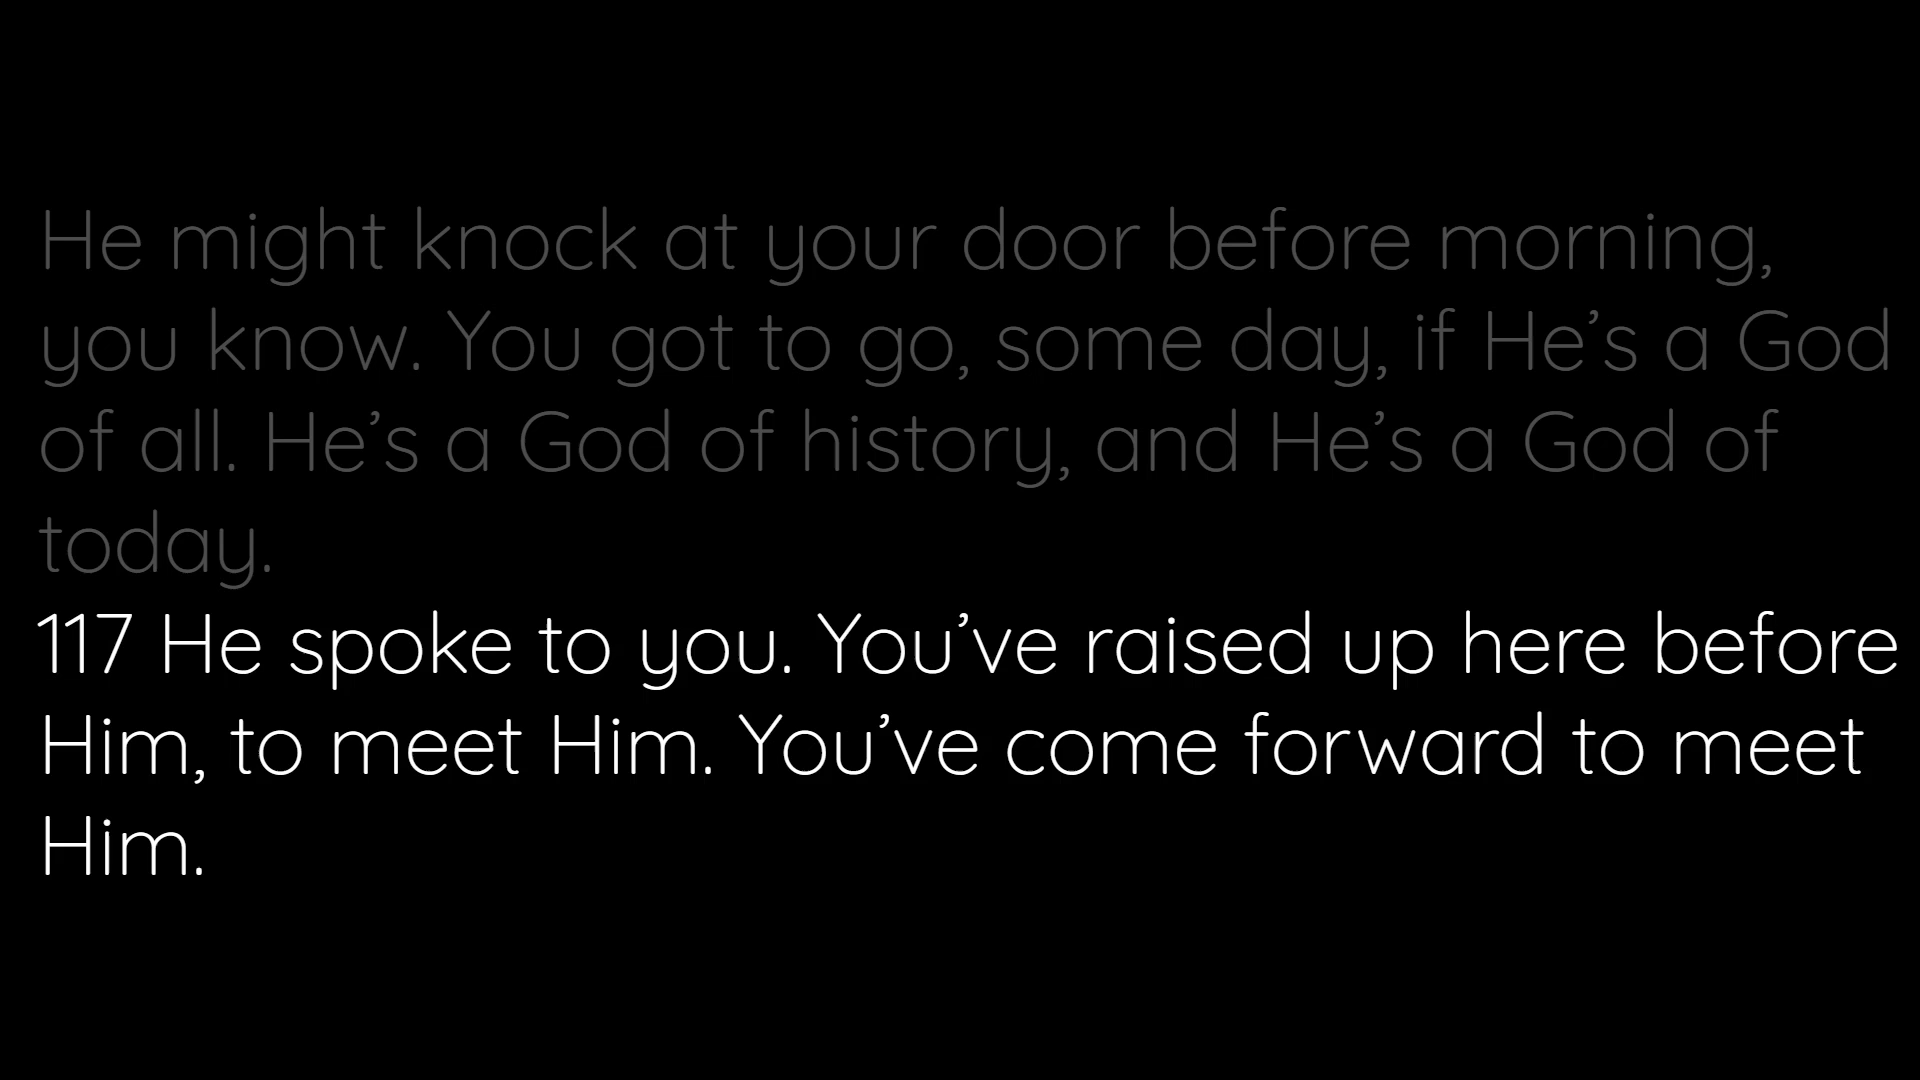 He might knock at your door before morning,
you know. You got to go, some day, if He’s a God
of all. He’s a God of history, and He’s a God of
today.
117 He spoke to you. You’ve raised up here before
Him, to meet Him. You’ve come forward to meet
Him.